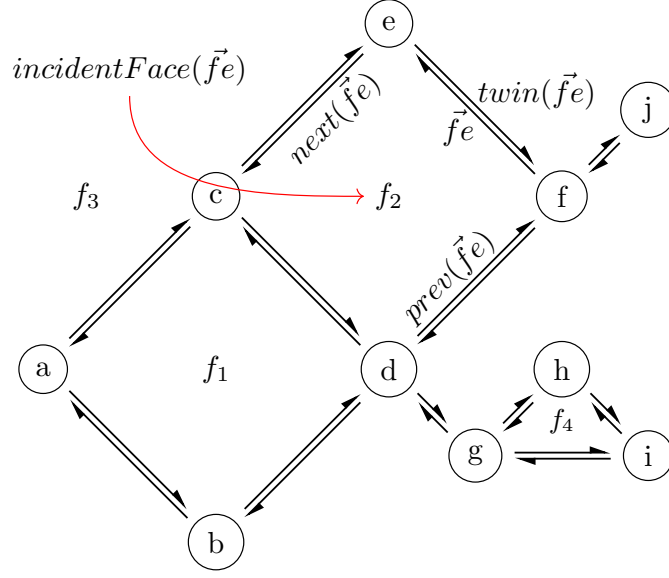 e
incidentFace(f⃗e)
next(f⃗e)
twin(f⃗e)
f⃗e
j
f₃
c
f₂
f
prev(f⃗e)
a
f₁
d
h
f₄
g
i
b